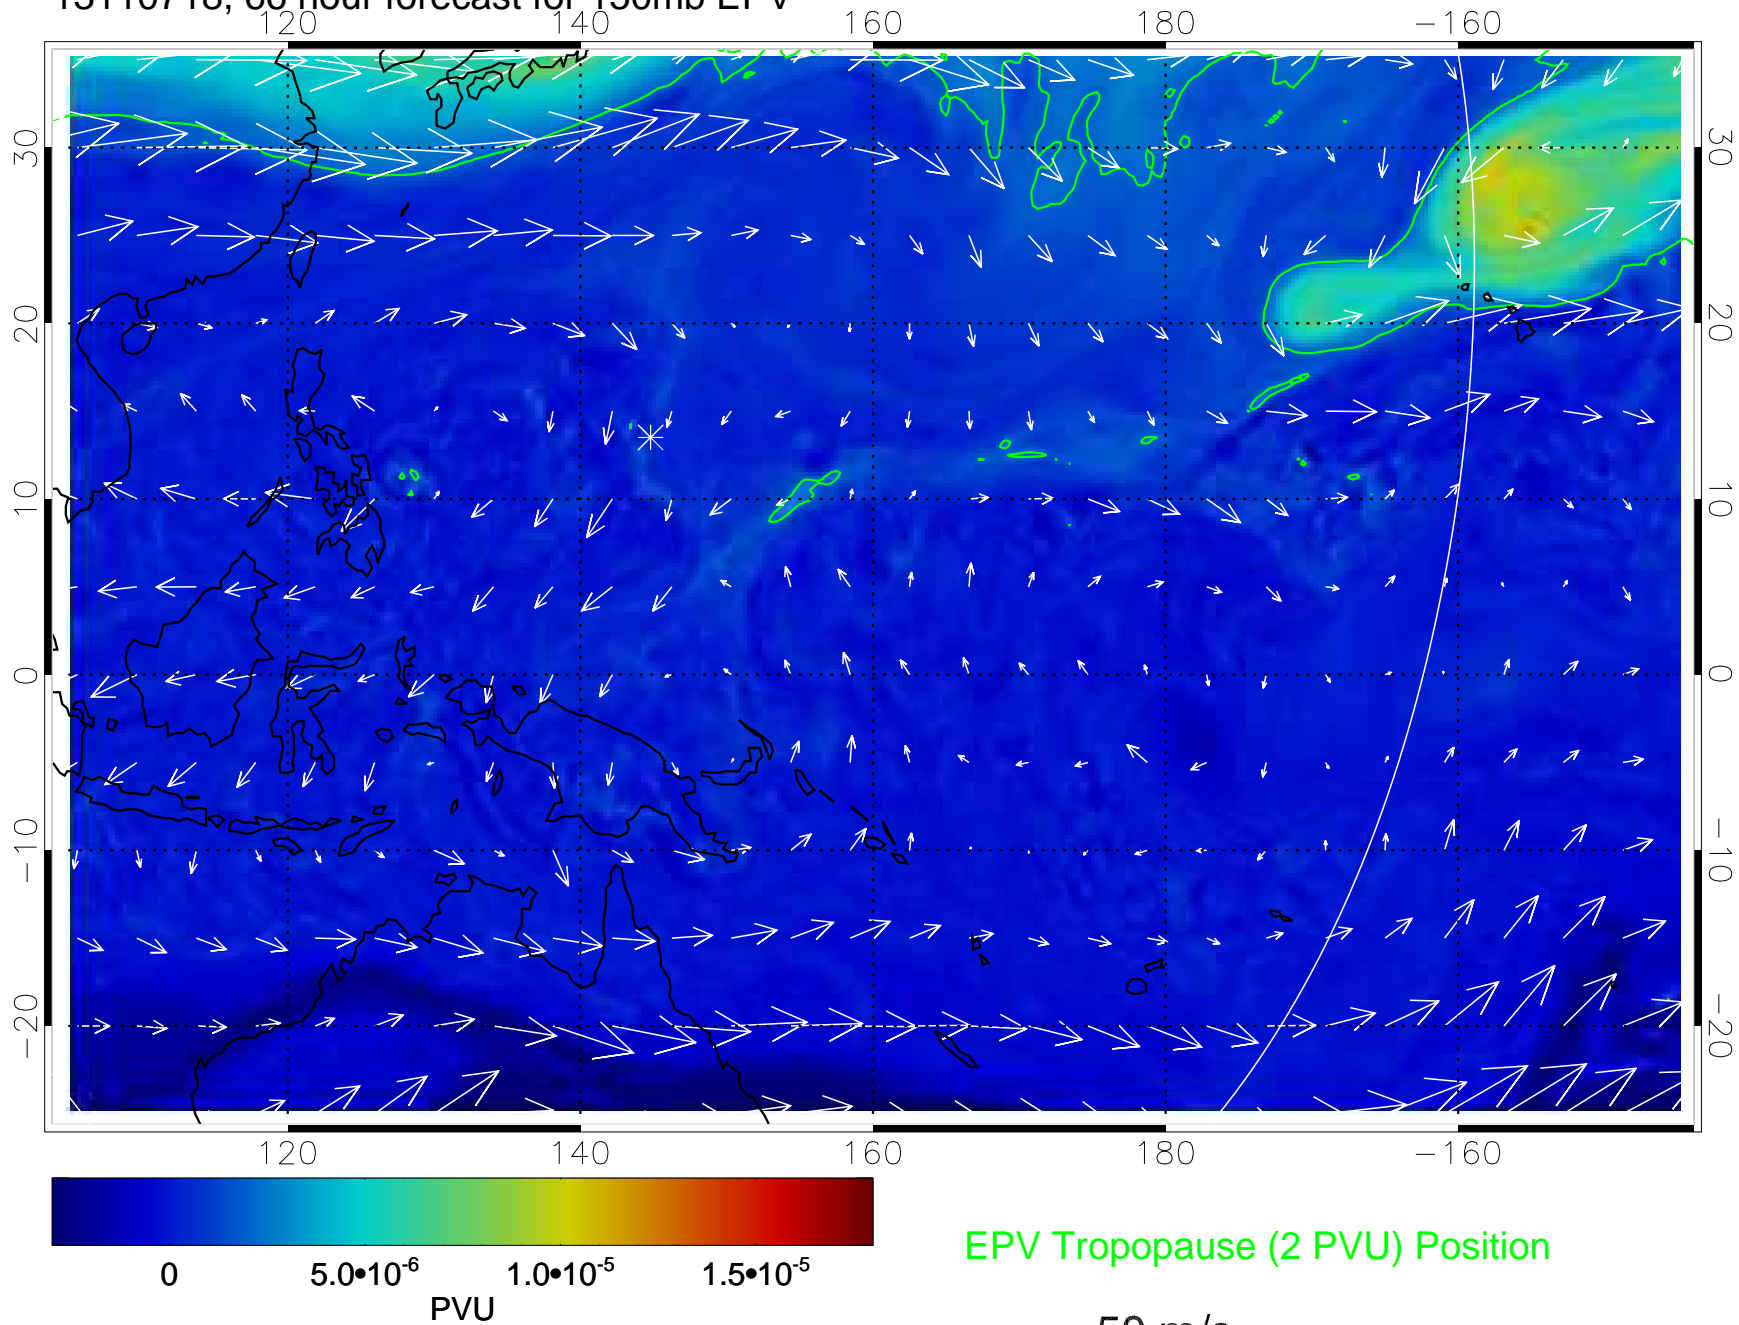 13110718, 66 hour forecast for 150mb EPV
120 140 160 180 −160
30 30
20 20
10 10
0 0
−10 −10
−20 −20
120 140 160 180 −160
0 5.0•10-6 1.0•10-5 1.5•10-5
PVU
EPV Tropopause (2 PVU) Position
50 m/s